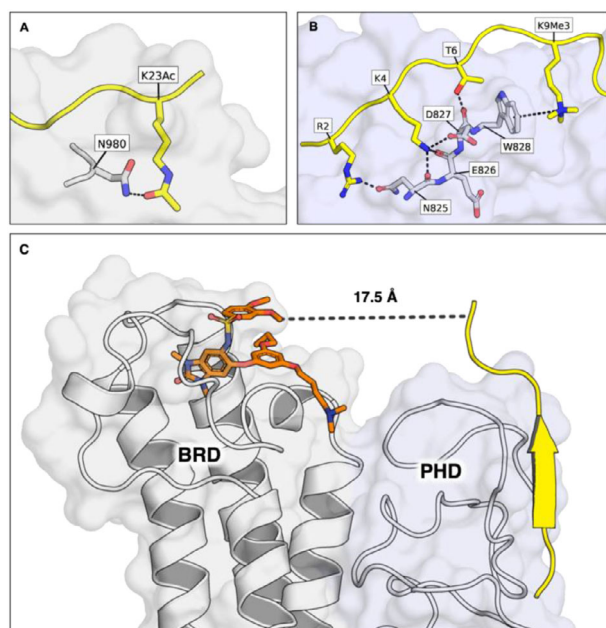 A
K23Ac
N980
B
K9Me3
T6
K4
D827
R2
W828
E826
N825
C
17.5 Å
BRD
PHD